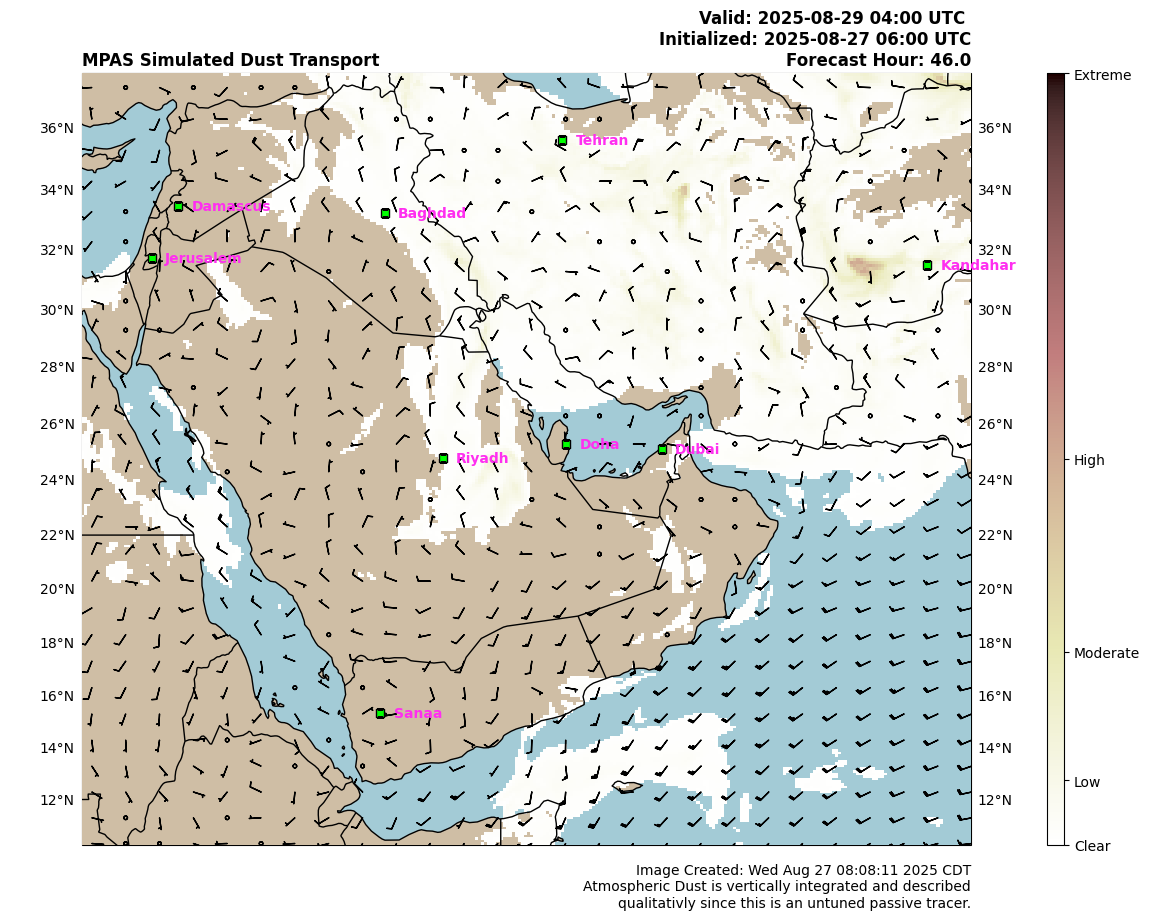 Valid: 2025-08-29 04:00 UTC
Initialized: 2025-08-27 06:00 UTC
MPAS Simulated Dust Transport
Forecast Hour: 46.0
Extreme
36°N
Tehran
36°N
34°N
Damascus
Baghdad
34°N
32°N
Jerusalem
32°N
Kandahar
30°N
30°N
28°N
28°N
26°N
26°N
Doha
Dubai
Riyadh
High
24°N
24°N
22°N
22°N
20°N
20°N
18°N
18°N
Moderate
16°N
16°N
Sanaa
14°N
14°N
Low
12°N
12°N
Clear
Image Created: Wed Aug 27 08:08:11 2025 CDT
Atmospheric Dust is vertically integrated and described
qualitativly since this is an untuned passive tracer.